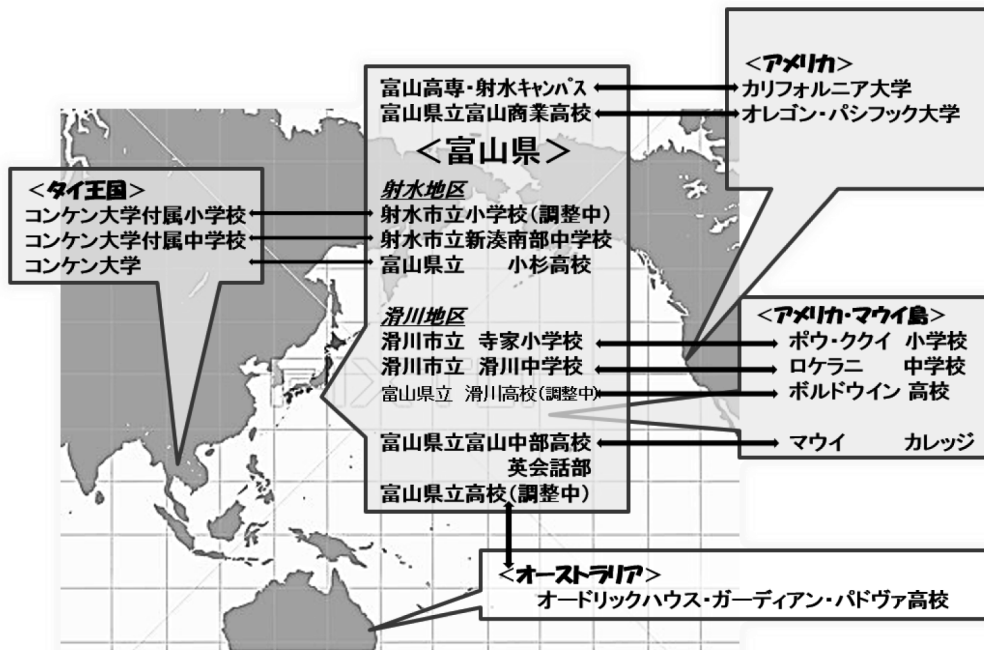 ＜アメリカ＞
カリフォルニア大学
オレゴン・パシフック大学
富山高専・射水キャンパス
富山県立富山商業高校
＜富山県＞
射水地区
射水市立小学校(調整中)
射水市立新湊南部中学校
富山県立　小杉高校
滑川地区
滑川市立　寺家小学校
滑川市立　滑川中学校
富山県立　滑川高校(調整中)
富山県立富山中部高校
英会話部
富山県立高校(調整中)
＜タイ王国＞
コンケン大学付属小学校
コンケン大学付属中学校
コンケン大学
＜アメリカ・マウイ島＞
ポウ・ククイ　小学校
ロケラニ　中学校
ボルドウイン　高校
マウイ　カレッジ
＜オーストラリア＞
オードリックハウス・ガーディアン・パドヴァ高校